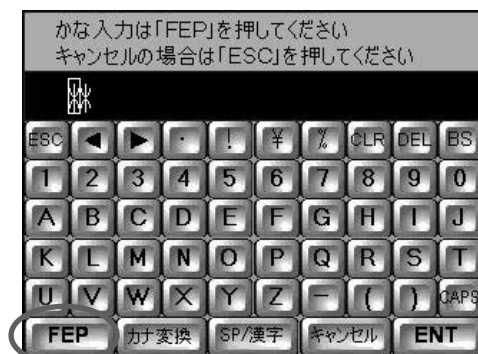 かな入力は「FEP」を押してください
キャンセルの場合は「ESC」を押してください
ESC ◀ ▶ ・ ! ¥ % CLR DEL BS
1 2 3 4 5 6 7 8 9 0
A B C D E F G H I J
K L M N O P Q R S T
U V W X Y Z - ( ) CAPS
FEP カナ変換 SP/漢字 キャンセル ENT